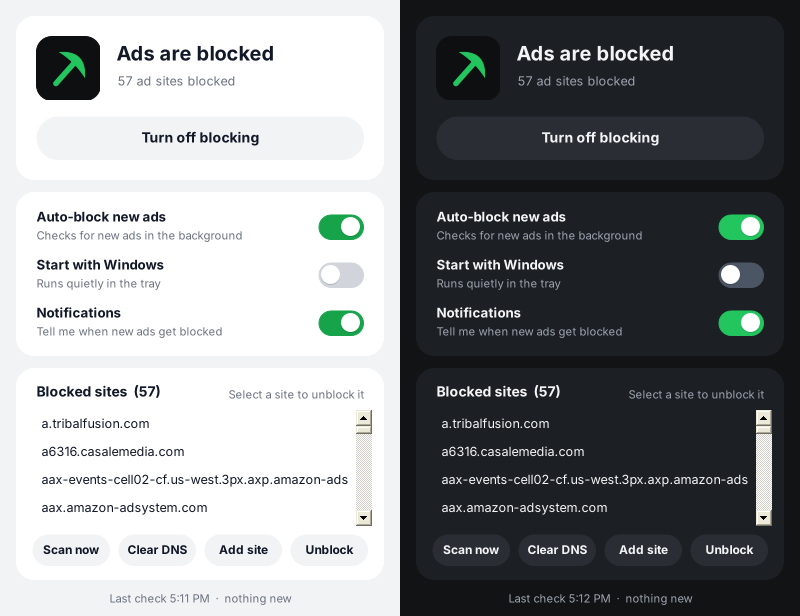 Ads are blocked
57 ad sites blocked
Turn off blocking
Auto-block new ads
Checks for new ads in the background
Start with Windows
Runs quietly in the tray
Notifications
Tell me when new ads get blocked
Blocked sites (57)
Select a site to unblock it
a.tribalfusion.com
a6316.casalemedia.com
aax-events-cell02-cf.us-west.3px.axp.amazon-ads
aax.amazon-adsystem.com
Scan now
Clear DNS
Add site
Unblock
Last check 5:11 PM · nothing new
Ads are blocked
57 ad sites blocked
Turn off blocking
Auto-block new ads
Checks for new ads in the background
Start with Windows
Runs quietly in the tray
Notifications
Tell me when new ads get blocked
Blocked sites (57)
Select a site to unblock it
a.tribalfusion.com
a6316.casalemedia.com
aax-events-cell02-cf.us-west.3px.axp.amazon-ads
aax.amazon-adsystem.com
Scan now
Clear DNS
Add site
Unblock
Last check 5:12 PM · nothing new